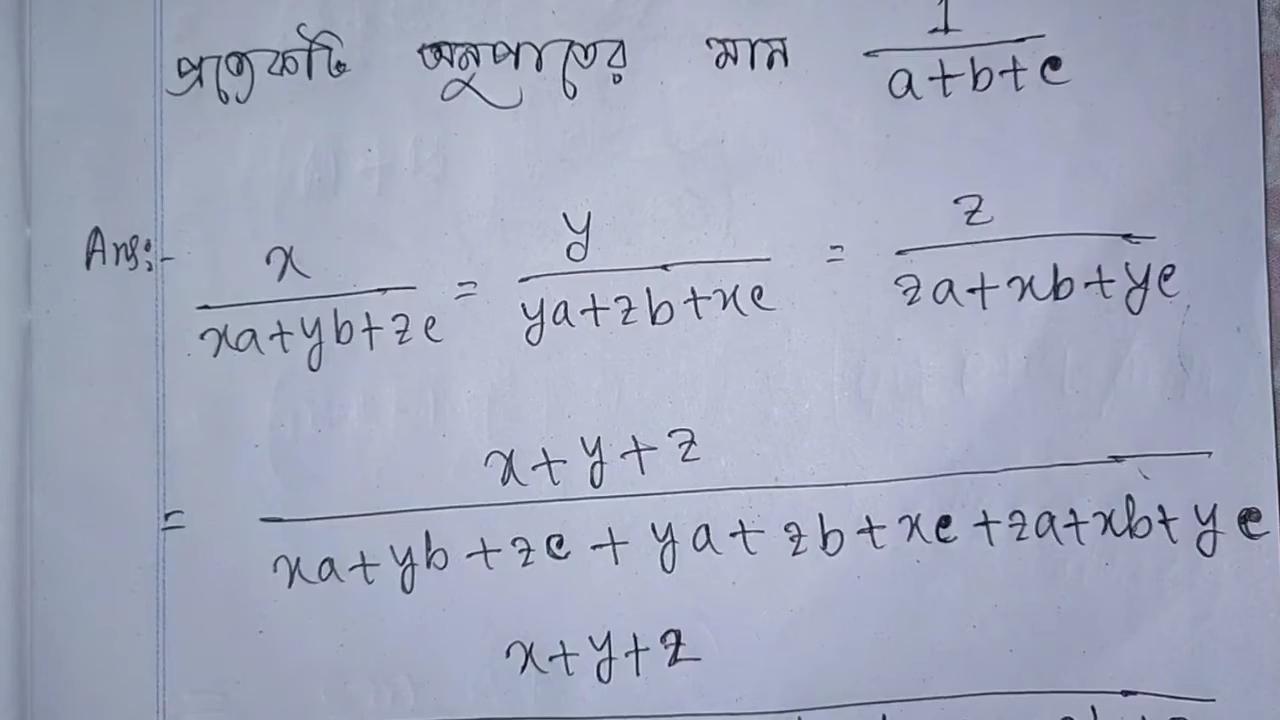 প্রত্যেকটি অনুপাতের মান 1/(a+b+c)
Ans:- x/(xa+yb+zc) = y/(ya+zb+xc) = z/(za+xb+yc)
= (x+y+z)/(xa+yb+zc+ya+zb+xc+za+xb+yc)
x+y+z